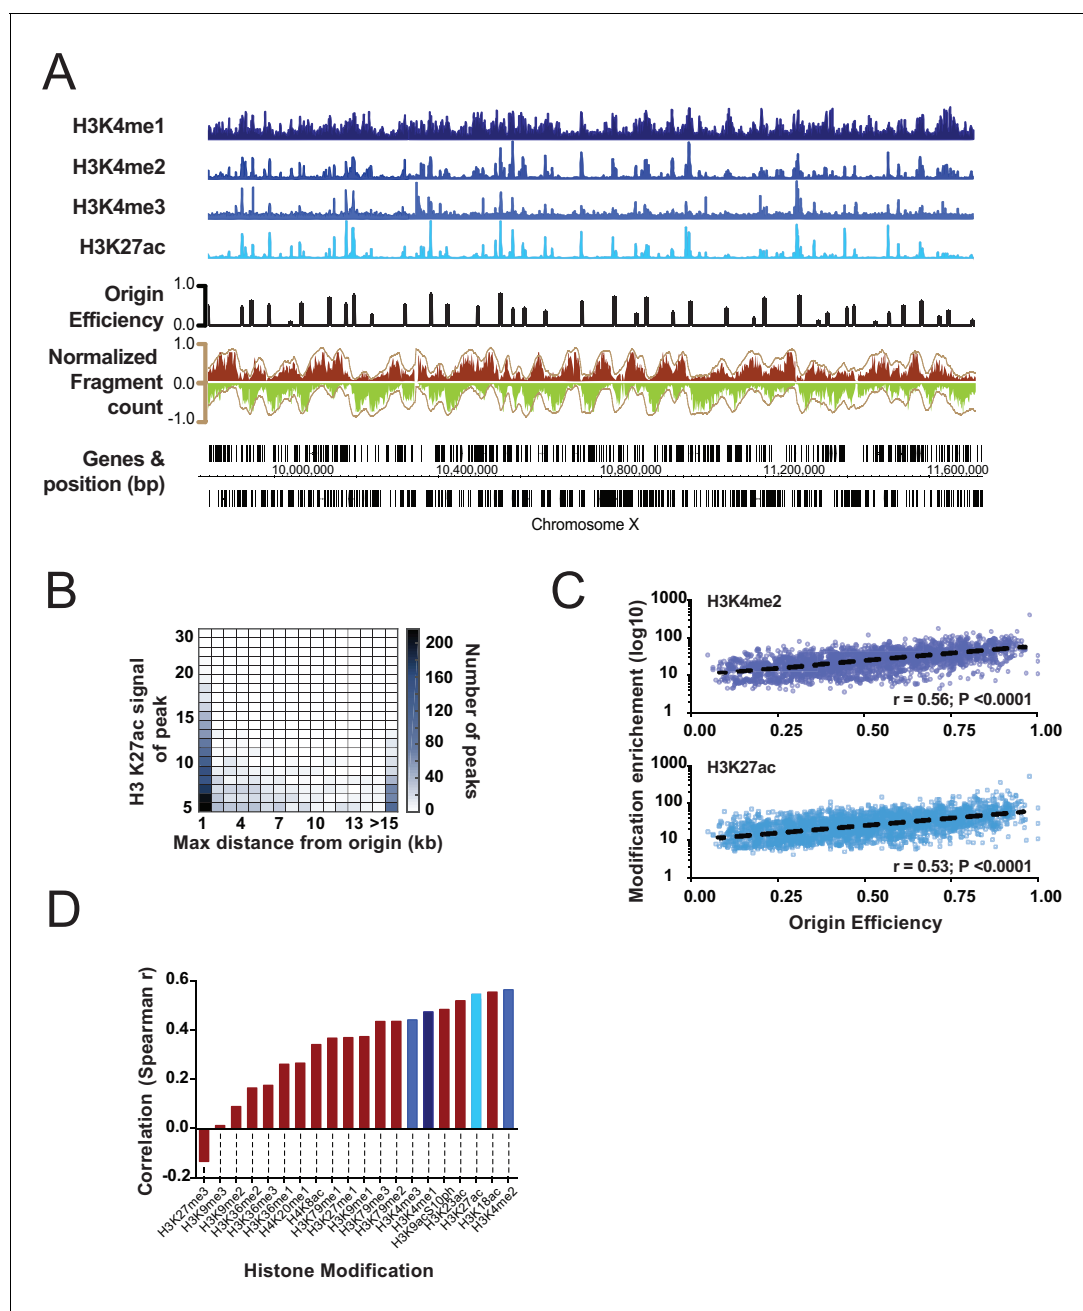 A
H3K4me1
H3K4me2
H3K4me3
H3K27ac
Origin
Efficiency
1.0
0.0
Normalized
Fragment
count
1.0
0.0
-1.0
Genes &
position (bp)
10,000,000 10,400,000 10,800,000 11,200,000 11,600,000
Chromosome X
B
H3 K27ac signal
of peak
30
20
15
10
5
1 4 7 10 13 >15
Max distance from origin (kb)
200
160
120
80
40
0
Number of peaks
C
Modification enrichement (log10)
H3K4me2
1000
100
10
1
r = 0.56; P <0.0001
0.00 0.25 0.50 0.75 1.00
H3K27ac
1000
100
10
1
r = 0.53; P <0.0001
0.00 0.25 0.50 0.75 1.00
Origin Efficiency
D
Correlation (Spearman r)
0.6
0.4
0.2
0.0
-0.2
H3K27me3
H3K9me3
H3K9me2
H3K36me2
H3K36me3
H3K36me1
H4K20me1
H4K8ac
H3K79me1
H3K27me1
H3K9me1
H3K79me3
H3K79me2
H3K4me3
H3K4me1
H3K9acS10ph
H3K23ac
H3K27ac
H3K18ac
H3K4me2
Histone Modification